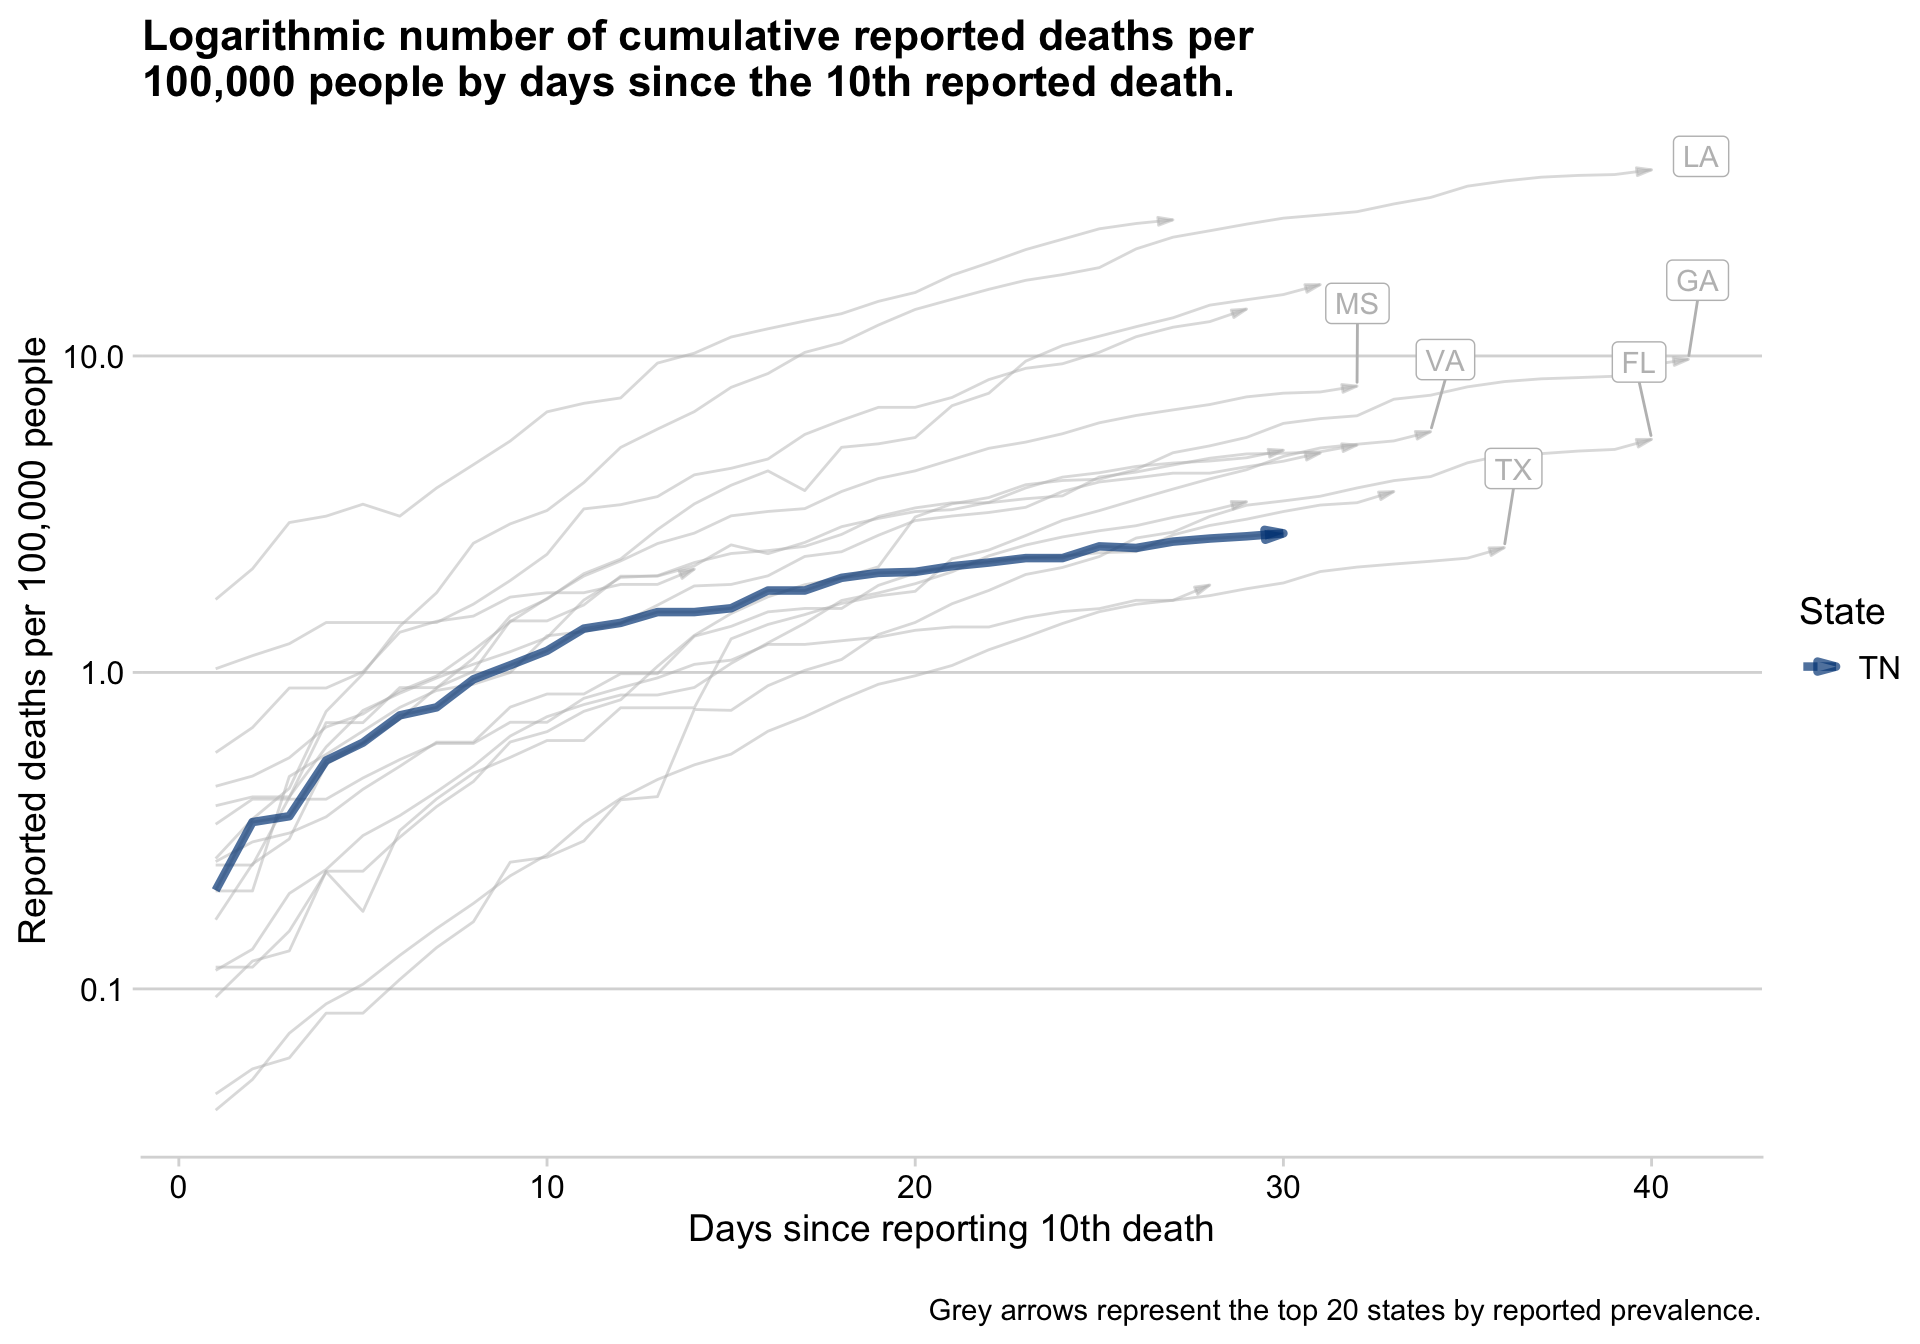 Logarithmic number of cumulative reported deaths per
100,000 people by days since the 10th reported death.
LA
GA
MS
VA
FL
TX
Reported deaths per 100,000 people
10.0
1.0
0.1
State
TN
0 10 20 30 40
Days since reporting 10th death
Grey arrows represent the top 20 states by reported prevalence.